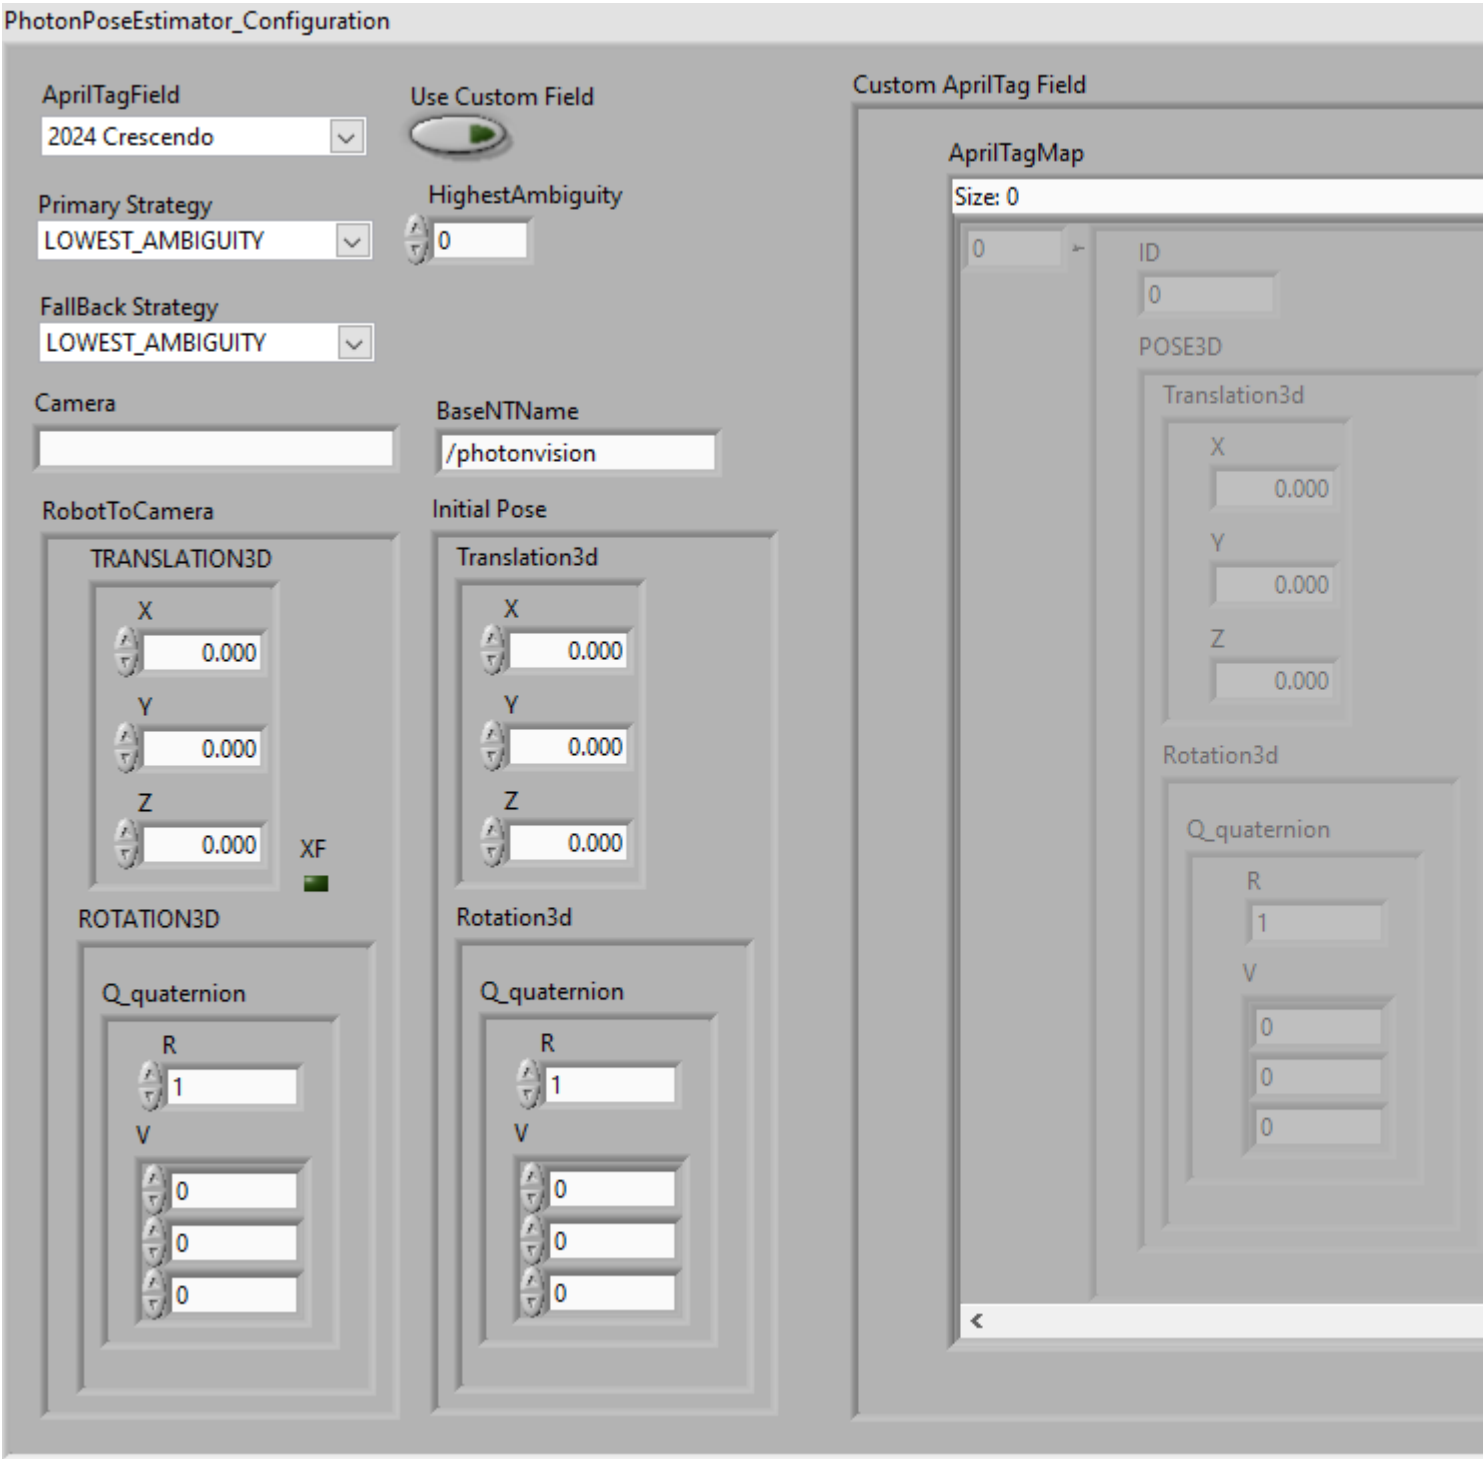 PhotonPoseEstimator_Configuration
AprilTagField
2024 Crescendo
Use Custom Field
Primary Strategy
LOWEST_AMBIGUITY
HighestAmbiguity
0
FallBack Strategy
LOWEST_AMBIGUITY
Camera
BaseNTName
/photonvision
RobotToCamera
TRANSLATION3D
X
0.000
Y
0.000
Z
0.000
XF
ROTATION3D
Q_quaternion
R
1
V
0
0
0
Initial Pose
Translation3d
X
0.000
Y
0.000
Z
0.000
Rotation3d
Q_quaternion
R
1
V
0
0
0
Custom AprilTag Field
AprilTagMap
Size: 0
0
ID
0
POSE3D
Translation3d
X
0.000
Y
0.000
Z
0.000
Rotation3d
Q_quaternion
R
1
V
0
0
0